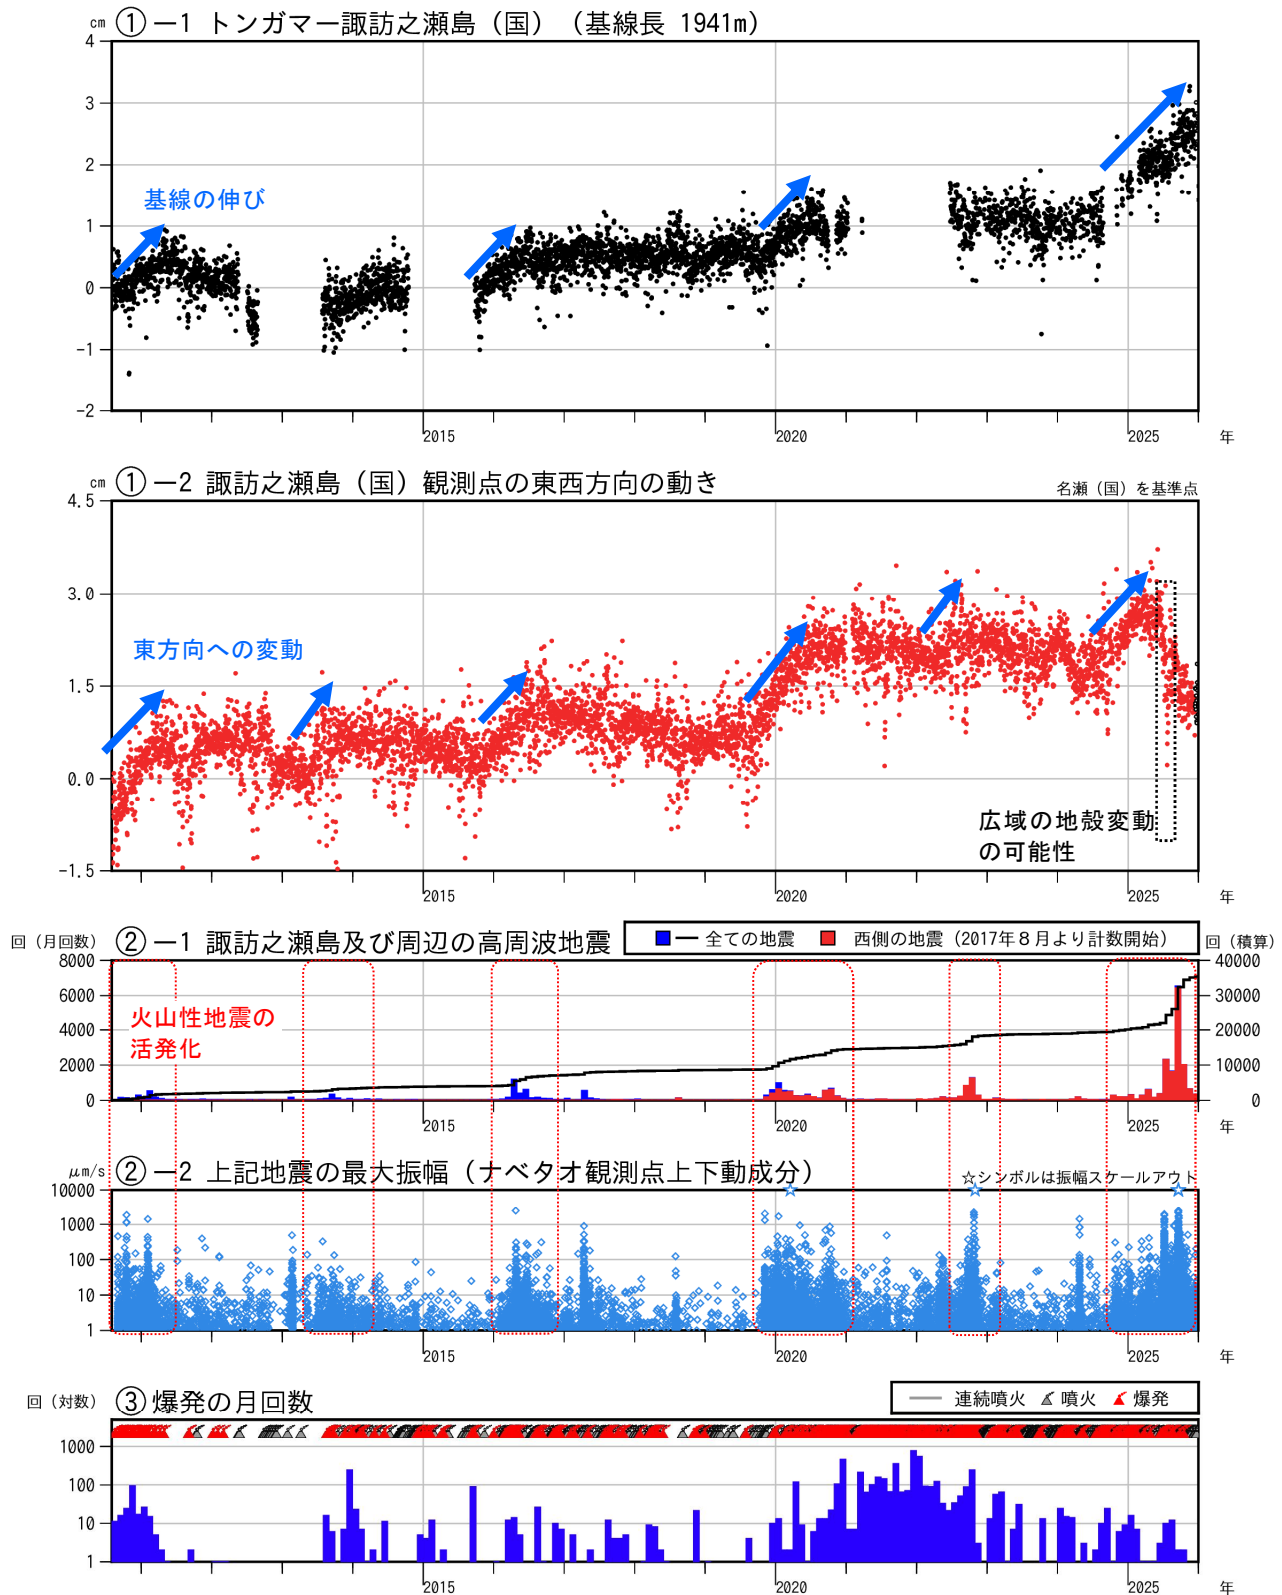 cm ①－1 トンガマー諏訪之瀬島（国）（基線長 1941m）
4
3
2
1
0
-1
-2
基線の伸び
2015 2020 2025 年
cm ①－2 諏訪之瀬島（国）観測点の東西方向の動き
名瀬（国）を基準点
4.5
3.0
1.5
0.0
-1.5
東方向への変動
広域の地殻変動
の可能性
2015 2020 2025 年
回（月回数） ②－1 諏訪之瀬島及び周辺の高周波地震
全ての地震 西側の地震（2017年８月より計数開始） 回（積算）
8000 40000
6000 30000
4000 20000
2000 10000
0 0
火山性地震の
活発化
2015 2020 2025 年
μm/s ②－2 上記地震の最大振幅（ナベタオ観測点上下動成分）
☆シンボルは振幅スケールアウト
10000
1000
100
10
1
2015 2020 2025 年
回（対数） ③爆発の月回数
連続噴火 噴火 爆発
1000
100
10
1
2015 2020 2025 年